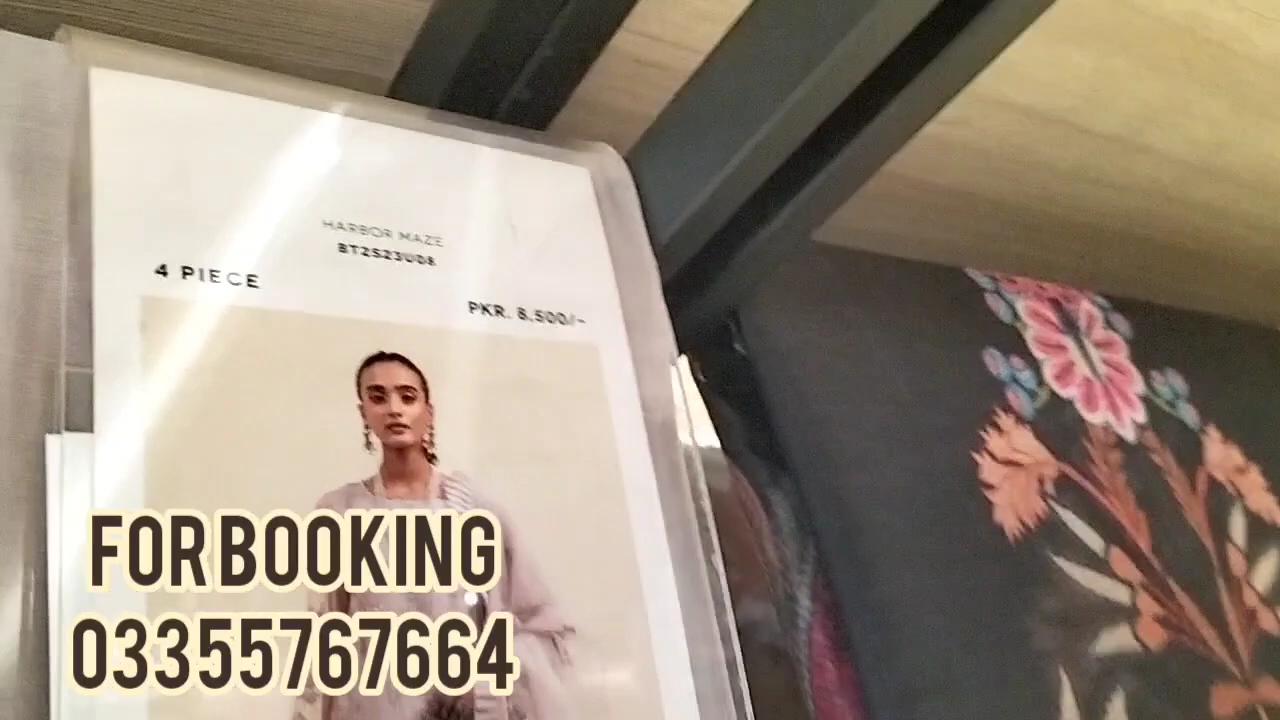 HARBOR MAZE
BT2S23U08
4 PIECE
PKR. 8,500/-
FOR BOOKING
03355767664